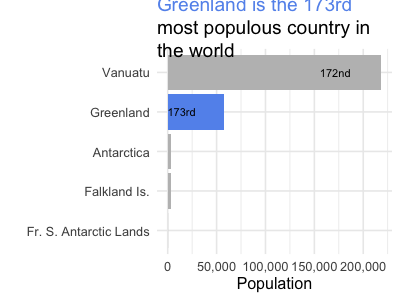 Greenland is the 173rd
most populous country in
the world
Vanuatu
172nd
Greenland
173rd
Antarctica
Falkland Is.
Fr. S. Antarctic Lands
0 50,000 100,000 150,000 200,000
Population